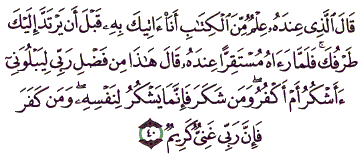 قَالَ ٱلَّذِى عِندَهُۥ عِلْمٌ مِّنَ ٱلْكِتَٰبِ أَنَا۠ ءَاتِيكَ بِهِۦ قَبْلَ أَن يَرْتَدَّ إِلَيْكَ
طَرْفُكَ ۚ فَلَمَّا رَءَاهُ مُسْتَقِرًّا عِندَهُۥ قَالَ هَٰذَا مِن فَضْلِ رَبِّى لِيَبْلُوَنِىٓ
ءَأَشْكُرُ أَمْ أَكْفُرُ ۖ وَمَن شَكَرَ فَإِنَّمَا يَشْكُرُ لِنَفْسِهِۦ ۖ وَمَن كَفَرَ
فَإِنَّ رَبِّى غَنِىٌّ كَرِيمٌ ٤٠